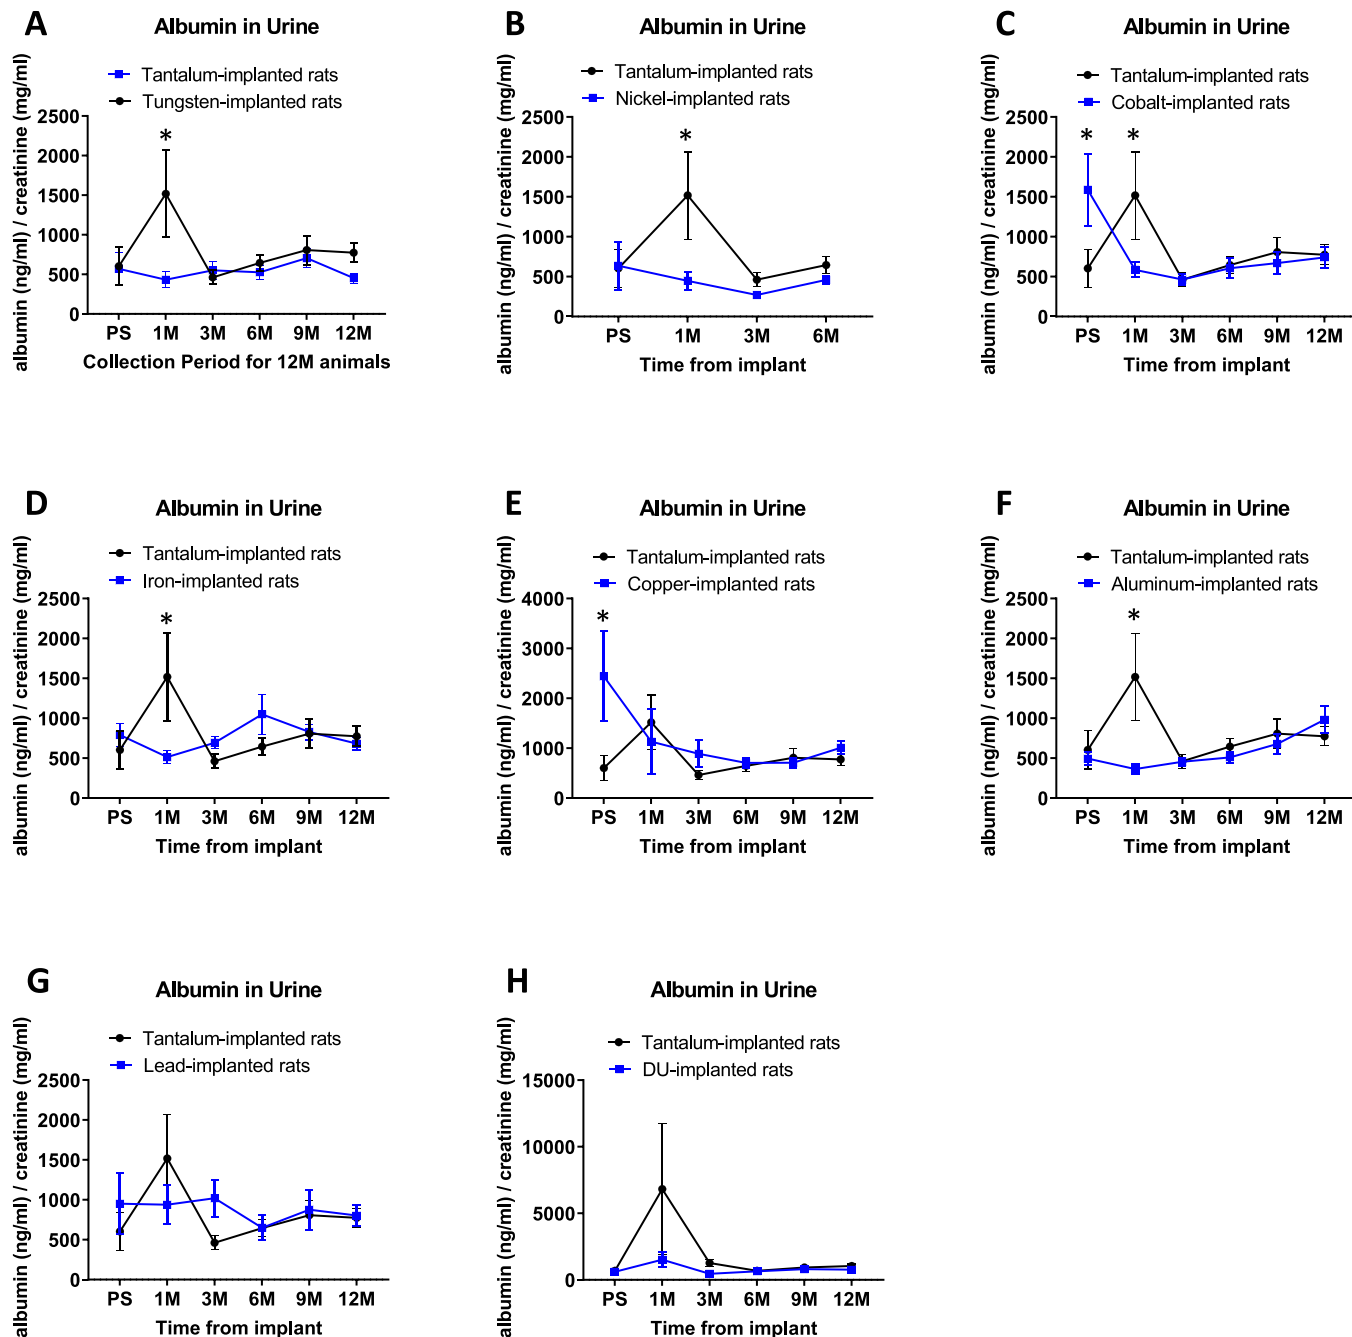 A
Albumin in Urine
Tantalum-implanted rats
Tungsten-implanted rats
albumin (ng/ml) / creatinine (mg/ml)
2500
2000
1500
1000
500
0
*
PS 1M 3M 6M 9M 12M
Collection Period for 12M animals
B
Albumin in Urine
Tantalum-implanted rats
Nickel-implanted rats
albumin (ng/ml) / creatinine (mg/ml)
2500
2000
1500
1000
500
0
*
PS 1M 3M 6M
Time from implant
C
Albumin in Urine
Tantalum-implanted rats
Cobalt-implanted rats
albumin (ng/ml) / creatinine (mg/ml)
2500
2000
1500
1000
500
0
* *
PS 1M 3M 6M 9M 12M
Time from implant
D
Albumin in Urine
Tantalum-implanted rats
Iron-implanted rats
albumin (ng/ml) / creatinine (mg/ml)
2500
2000
1500
1000
500
0
*
PS 1M 3M 6M 9M 12M
Time from implant
E
Albumin in Urine
Tantalum-implanted rats
Copper-implanted rats
albumin (ng/ml) / creatinine (mg/ml)
4000
3000
2000
1000
0
*
PS 1M 3M 6M 9M 12M
Time from implant
F
Albumin in Urine
Tantalum-implanted rats
Aluminum-implanted rats
albumin (ng/ml) / creatinine (mg/ml)
2500
2000
1500
1000
500
0
*
PS 1M 3M 6M 9M 12M
Time from implant
G
Albumin in Urine
Tantalum-implanted rats
Lead-implanted rats
albumin (ng/ml) / creatinine (mg/ml)
2500
2000
1500
1000
500
0
PS 1M 3M 6M 9M 12M
Time from implant
H
Albumin in Urine
Tantalum-implanted rats
DU-implanted rats
albumin (ng/ml) / creatinine (mg/ml)
15000
10000
5000
0
PS 1M 3M 6M 9M 12M
Time from implant